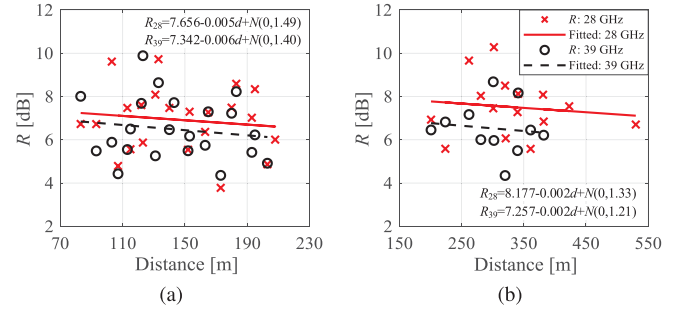 (a)
(b)
R₂₈=7.656-0.005d+N(0,1.49)
R₃₉=7.342-0.006d+N(0,1.40)
12
10
8
6
4
2
R [dB]
70
110
150
190
230
Distance [m]
(a)
R: 28 GHz
Fitted: 28 GHz
R: 39 GHz
Fitted: 39 GHz
R₂₈=8.177-0.002d+N(0,1.33)
R₃₉=7.257-0.002d+N(0,1.21)
12
10
8
6
4
2
R [dB]
150
250
350
450
550
Distance [m]
(b)